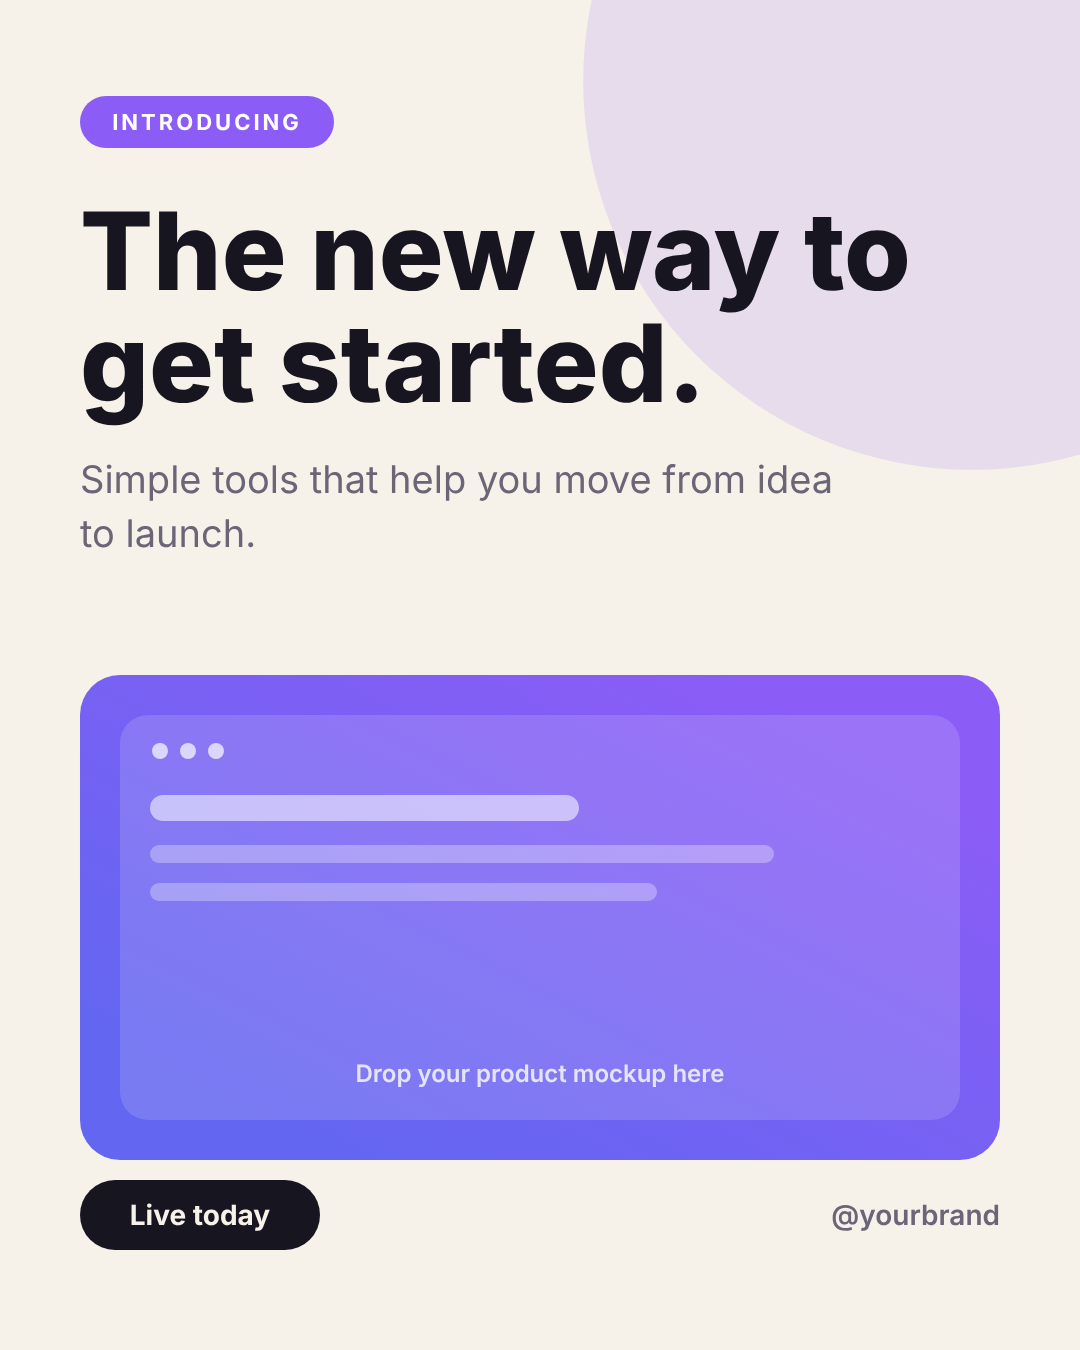 INTRODUCING
The new way to
get started.
Simple tools that help you move from idea
to launch.
Drop your product mockup here
Live today
@yourbrand